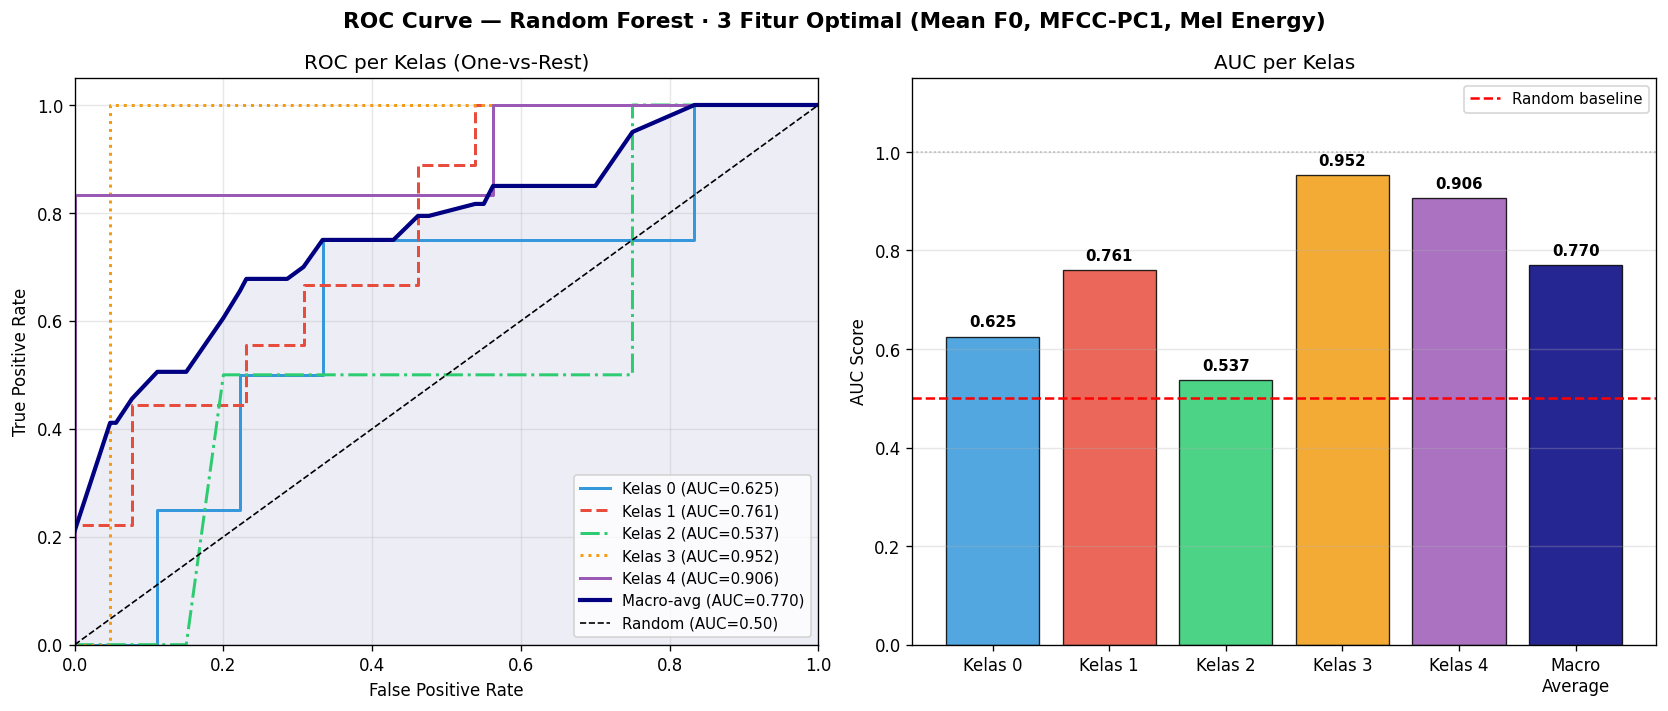 ROC Curve — Random Forest · 3 Fitur Optimal (Mean F0, MFCC-PC1, Mel Energy)
ROC per Kelas (One-vs-Rest)
True Positive Rate
1.0
0.8
0.6
0.4
0.2
0.0
0.0 0.2 0.4 0.6 0.8 1.0
False Positive Rate
Kelas 0 (AUC=0.625)
Kelas 1 (AUC=0.761)
Kelas 2 (AUC=0.537)
Kelas 3 (AUC=0.952)
Kelas 4 (AUC=0.906)
Macro-avg (AUC=0.770)
Random (AUC=0.50)
AUC per Kelas
Random baseline
AUC Score
1.0
0.8
0.6
0.4
0.2
0.0
0.625
0.761
0.537
0.952
0.906
0.770
Kelas 0 Kelas 1 Kelas 2 Kelas 3 Kelas 4 Macro
Average